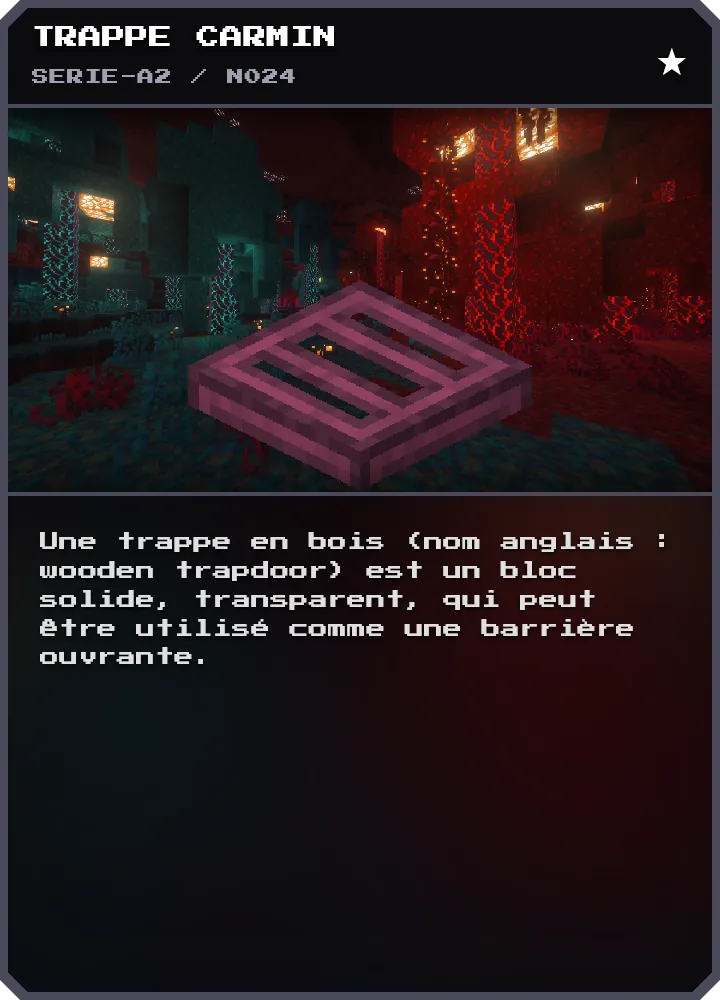 TRAPPE CARMIN
SERIE-A2 / N024
Une trappe en bois (nom anglais :
wooden trapdoor) est un bloc
solide, transparent, qui peut
être utilisé comme une barrière
ouvrante.